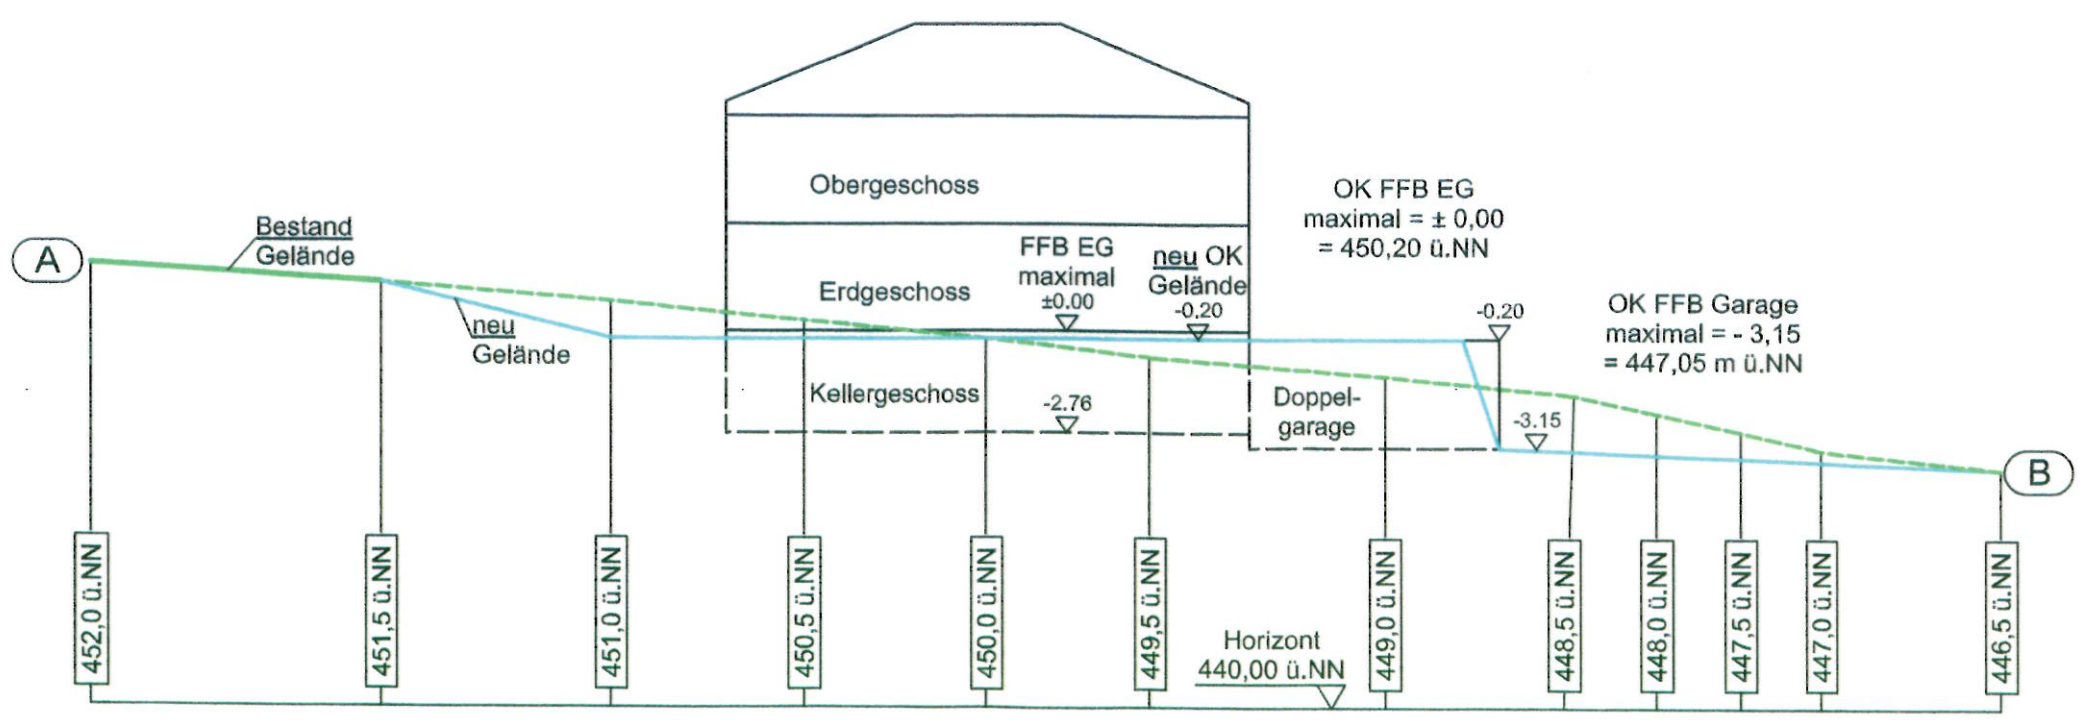 Obergeschoss
OK FFB EG
maximal = ± 0,00
= 450,20 ü.NN
Bestand
Gelände
A
FFB EG
maximal
±0.00
neu OK
Gelände
-0,20
Erdgeschoss
neu
Gelände
-0,20
OK FFB Garage
maximal = - 3,15
= 447,05 m ü.NN
Kellergeschoss
-2.76
Doppel-
garage
-3.15
B
452,0 ü.NN
451,5 ü.NN
451,0 ü.NN
450,5 ü.NN
450,0 ü.NN
449,5 ü.NN
Horizont
440,00 ü.NN
449,0 ü.NN
448,5 ü.NN
448,0 ü.NN
447,5 ü.NN
447,0 ü.NN
446,5 ü.NN